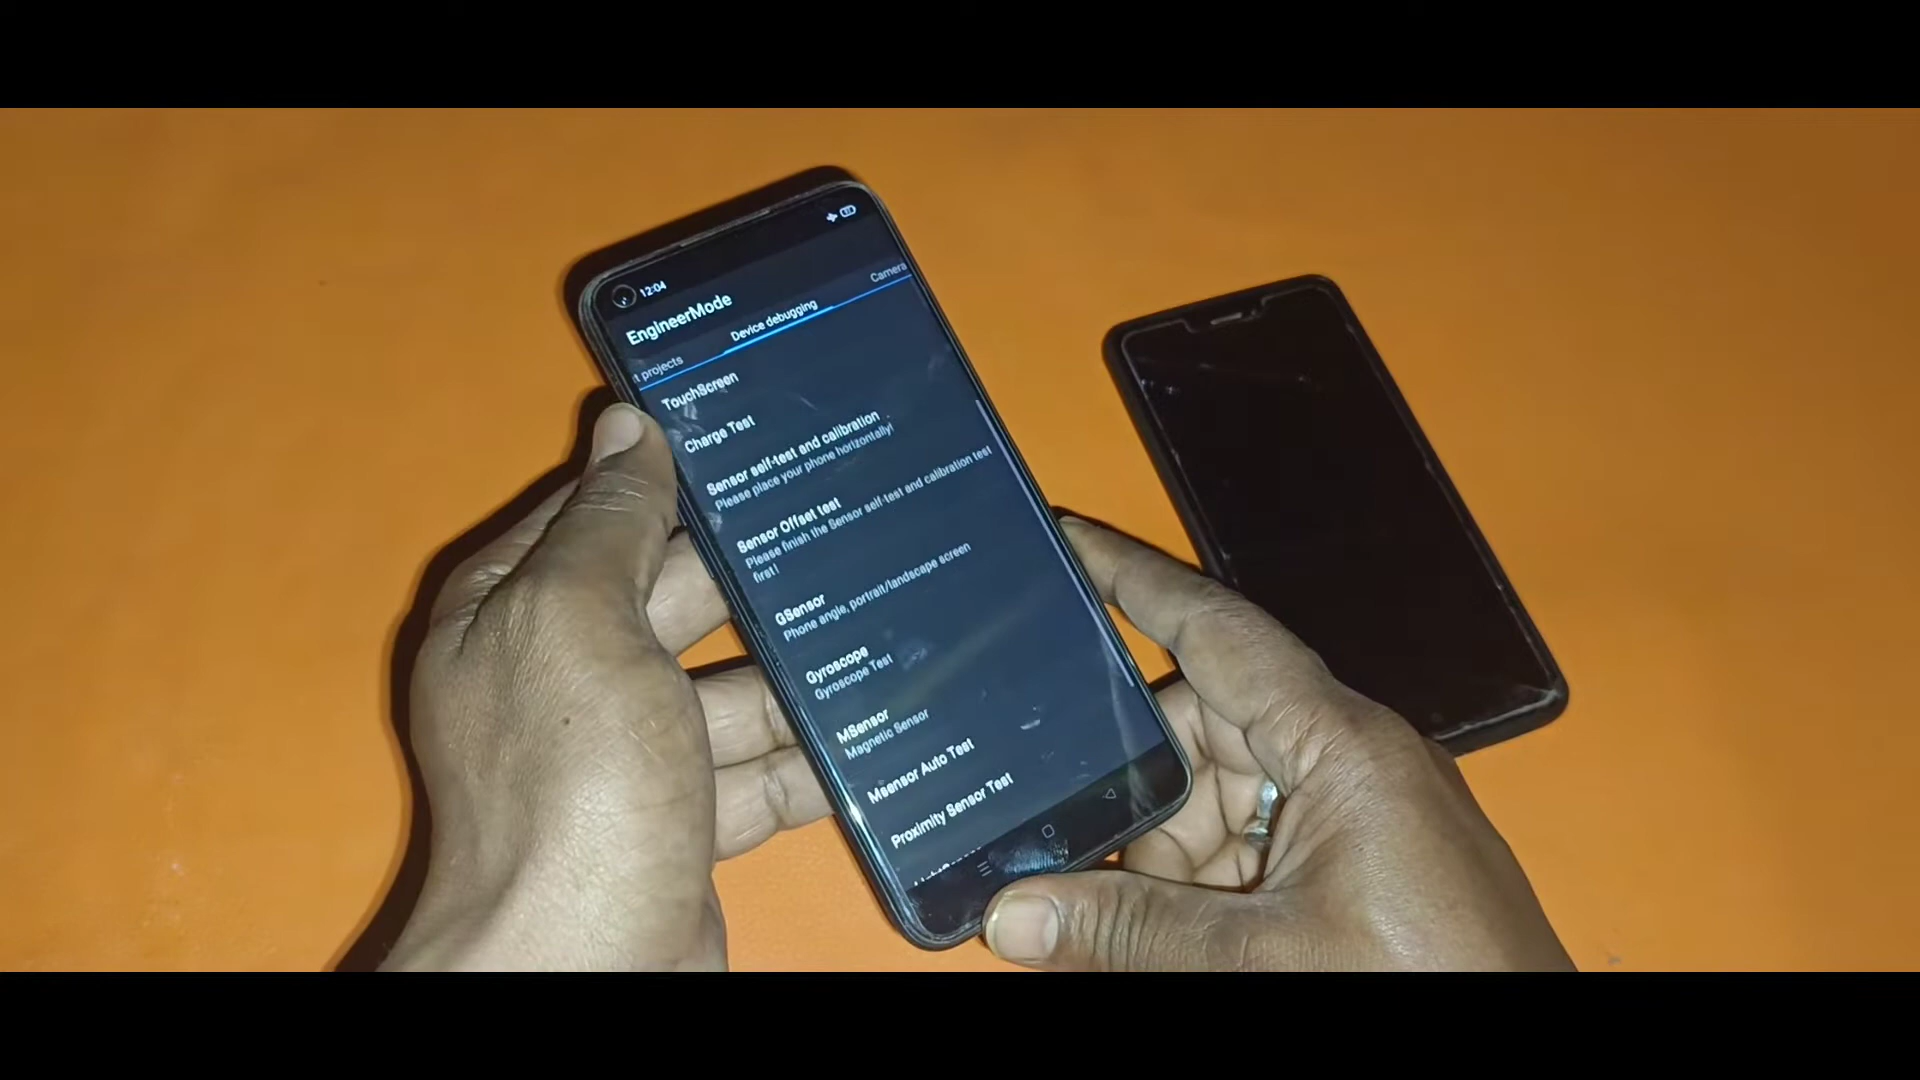 12:04
EngineerMode
t projects
Device debugging
Camera
TouchScreen
Charge Test
Sensor self-test and calibration
Please place your phone horizontally!
Sensor Offset test
Please finish the Sensor self-test and calibration test
first!
GSensor
Phone angle, portrait/landscape screen
Gyroscope
Gyroscope Test
MSensor
Magnetic Sensor
Msensor Auto Test
Proximity Sensor Test